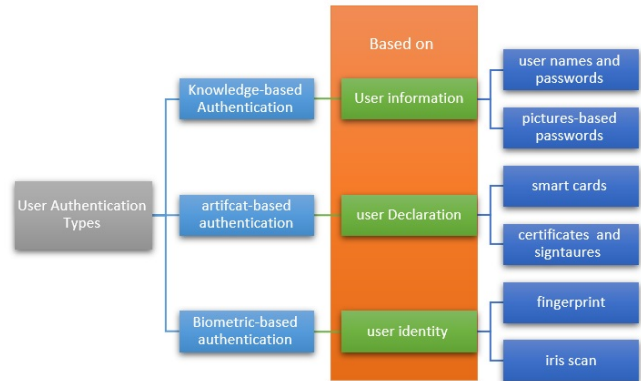 Based on
Knowledge-based
Authentication
User information
user names and
passwords
pictures-based
passwords
User Authentication
Types
artifcat-based
authentication
user Declaration
smart cards
certificates and
signtaures
Biometric-based
authentication
user identity
fingerprint
iris scan